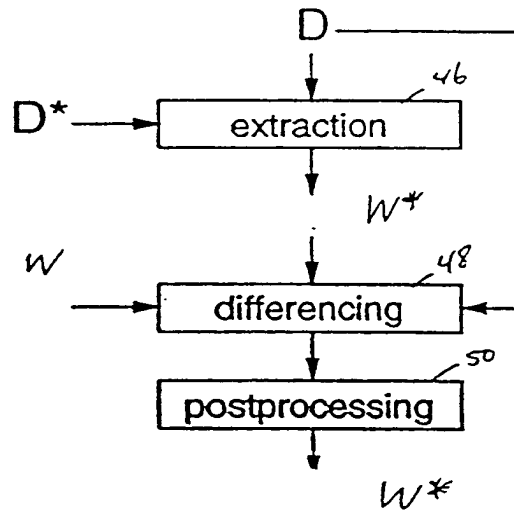 D
46
D*
extraction
W*
W
48
differencing
50
postprocessing
W*